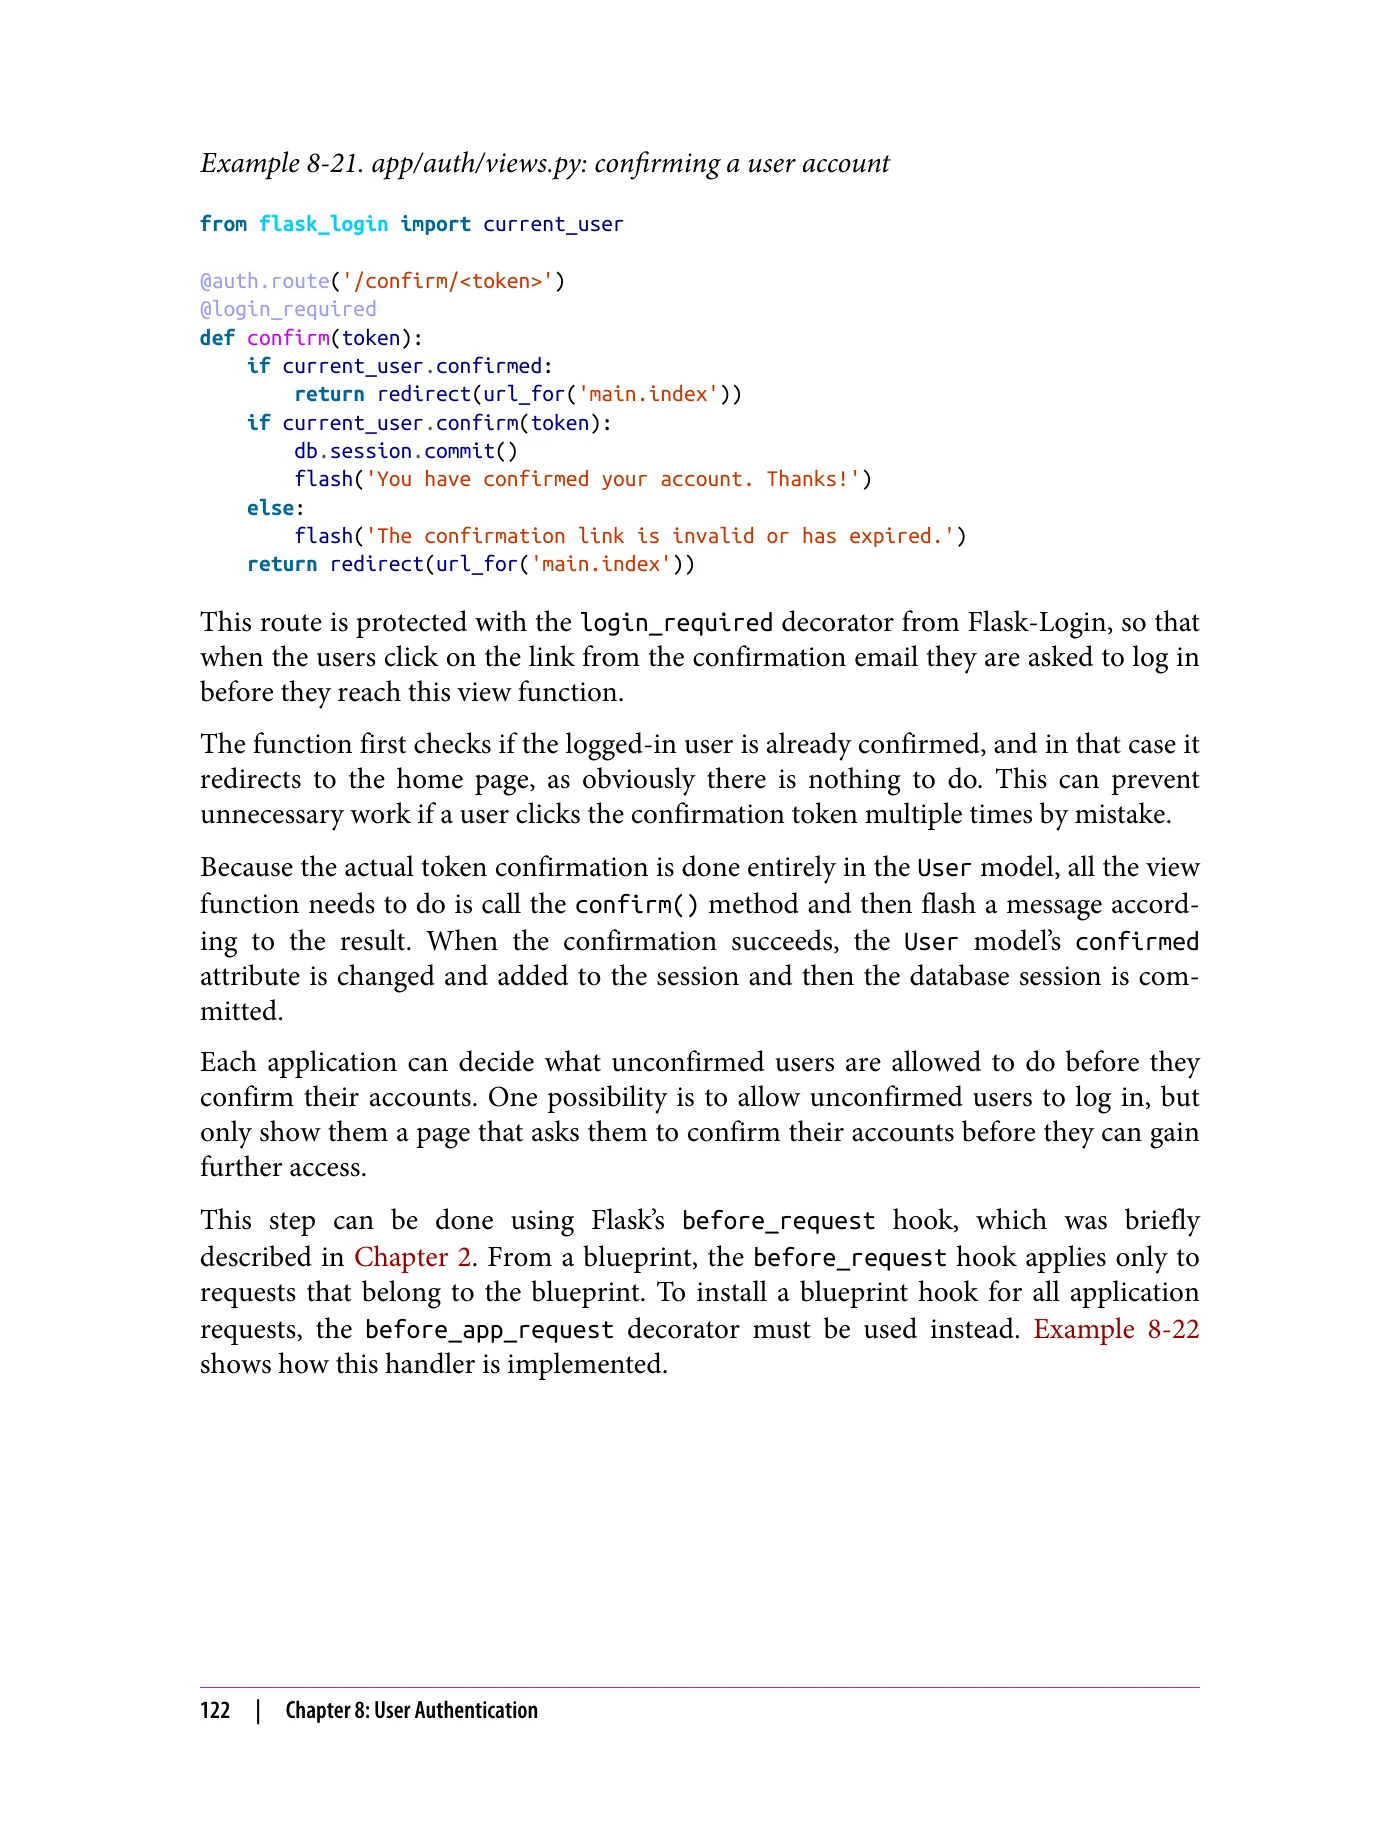 Example 8-21. app/auth/views.py: confirming a user account
from flask_login import current_user
@auth.route('/confirm/<token>')
@login_required
def confirm(token):
    if current_user.confirmed:
        return redirect(url_for('main.index'))
    if current_user.confirm(token):
        db.session.commit()
        flash('You have confirmed your account. Thanks!')
    else:
        flash('The confirmation link is invalid or has expired.')
    return redirect(url_for('main.index'))
This route is protected with the login_required decorator from Flask-Login, so that
when the users click on the link from the confirmation email they are asked to log in
before they reach this view function.
The function first checks if the logged-in user is already confirmed, and in that case it
redirects to the home page, as obviously there is nothing to do. This can prevent
unnecessary work if a user clicks the confirmation token multiple times by mistake.
Because the actual token confirmation is done entirely in the User model, all the view
function needs to do is call the confirm() method and then flash a message accord-
ing to the result. When the confirmation succeeds, the User model’s confirmed
attribute is changed and added to the session and then the database session is com-
mitted.
Each application can decide what unconfirmed users are allowed to do before they
confirm their accounts. One possibility is to allow unconfirmed users to log in, but
only show them a page that asks them to confirm their accounts before they can gain
further access.
This step can be done using Flask’s before_request hook, which was briefly
described in Chapter 2. From a blueprint, the before_request hook applies only to
requests that belong to the blueprint. To install a blueprint hook for all application
requests, the before_app_request decorator must be used instead. Example 8-22
shows how this handler is implemented.
122 | Chapter 8: User Authentication